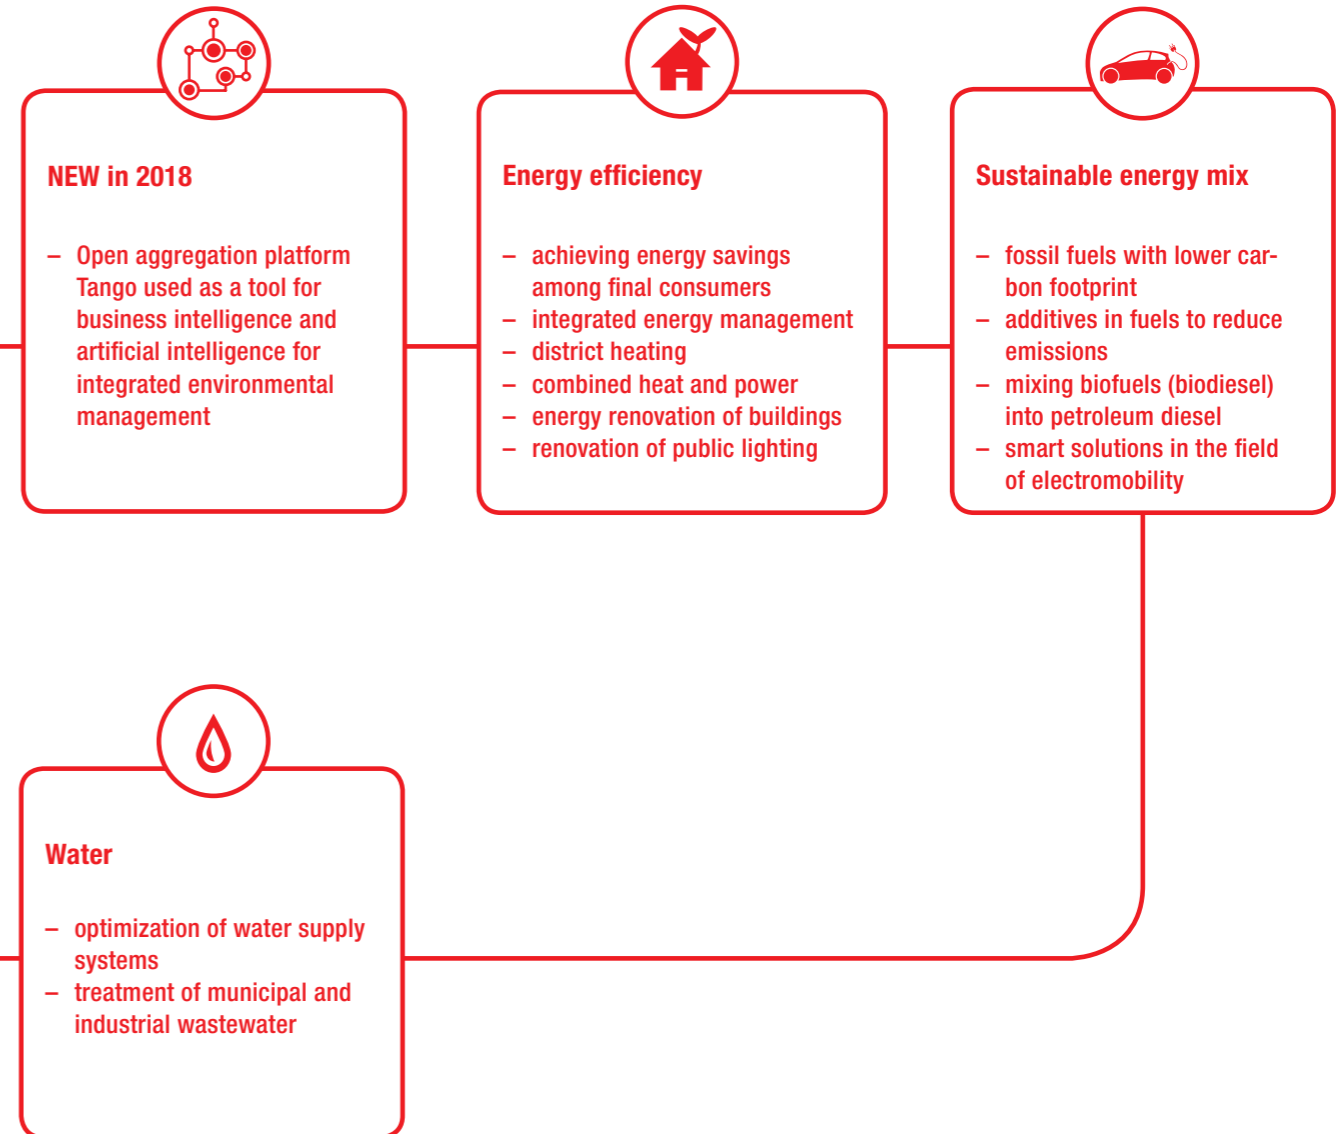 NEW in 2018
– Open aggregation platform
Tango used as a tool for
business intelligence and
artificial intelligence for
integrated environmental
management
Energy efficiency
– achieving energy savings
among final consumers
– integrated energy management
– district heating
– combined heat and power
– energy renovation of buildings
– renovation of public lighting
Sustainable energy mix
– fossil fuels with lower car-
bon footprint
– additives in fuels to reduce
emissions
– mixing biofuels (biodiesel)
into petroleum diesel
– smart solutions in the field
of electromobility
Water
– optimization of water supply
systems
– treatment of municipal and
industrial wastewater